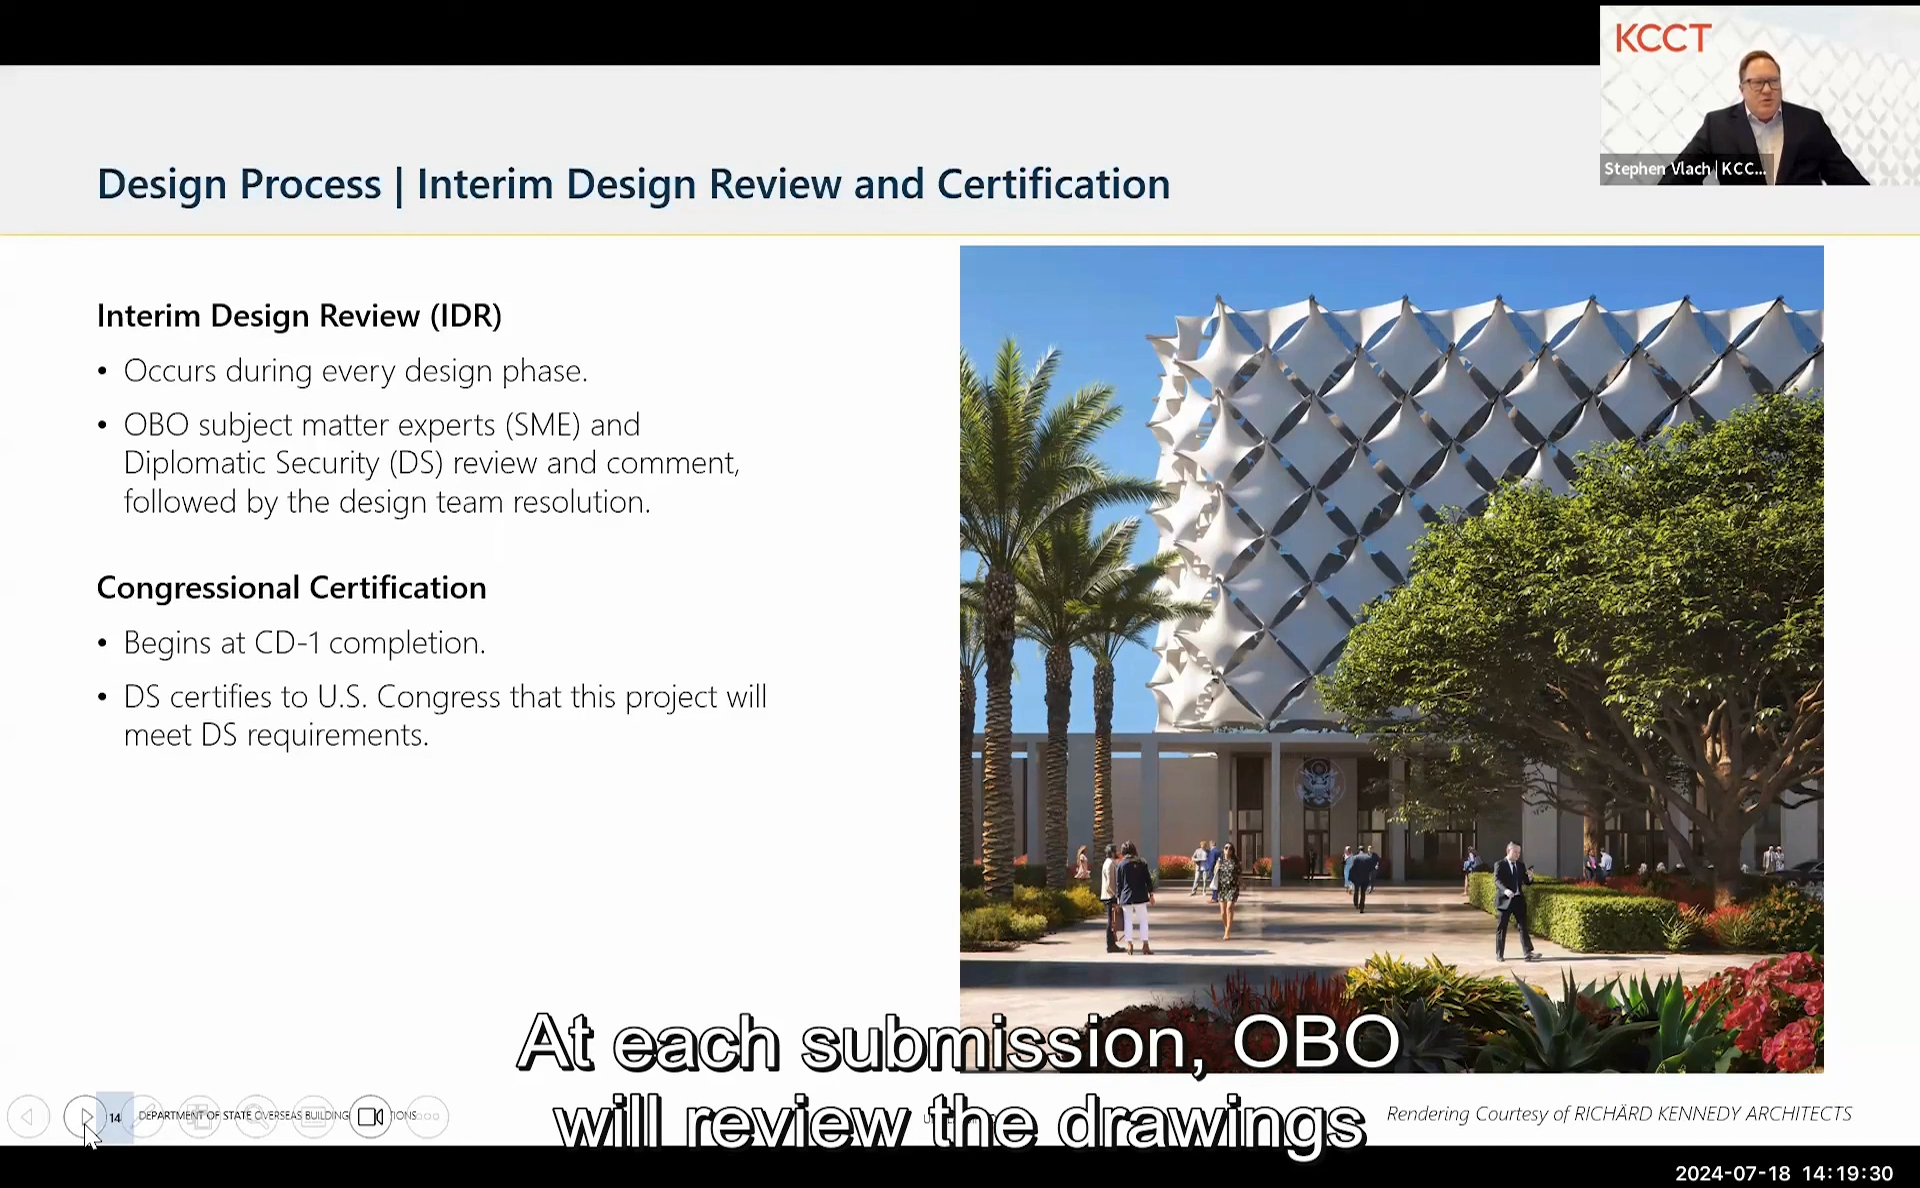 KCCT
Stephen Vlach | KCC...
Design Process | Interim Design Review and Certification
Interim Design Review (IDR)
• Occurs during every design phase.
• OBO subject matter experts (SME) and
Diplomatic Security (DS) review and comment,
followed by the design team resolution.
Congressional Certification
• Begins at CD-1 completion.
• DS certifies to U.S. Congress that this project will
meet DS requirements.
At each submission, OBO
will review the drawings
14 DEPARTMENT OF STATE OVERSEAS BUILDING
Rendering Courtesy of RICHÄRD KENNEDY ARCHITECTS
2024-07-18 14:19:30